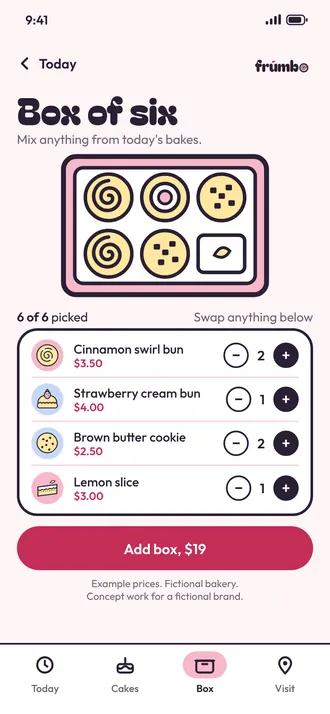 9:41
Today
frúmbo
Box of six
Mix anything from today's bakes.
6 of 6 picked
Swap anything below
Cinnamon swirl bun
$3.50
− 2 +
Strawberry cream bun
$4.00
− 1 +
Brown butter cookie
$2.50
− 2 +
Lemon slice
$3.00
− 1 +
Add box, $19
Example prices. Fictional bakery.
Concept work for a fictional brand.
Today
Cakes
Box
Visit